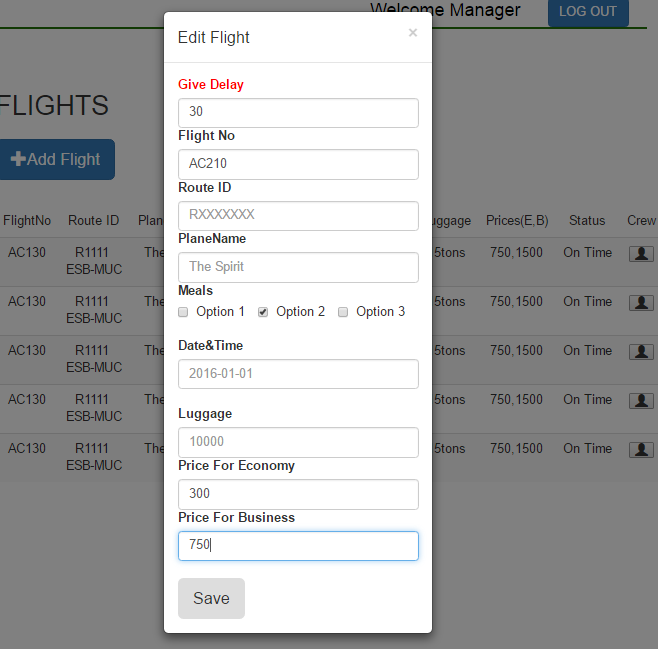 Welcome Manager LOG OUT
Edit Flight ×
FLIGHTS
Add Flight
Give Delay
30
Flight No
AC210
Route ID
RXXXXXXX
PlaneName
The Spirit
Meals
Option 1 Option 2 Option 3
Date&Time
2016-01-01
Luggage
10000
Price For Economy
300
Price For Business
750
Save
FlightNo Route ID Prices(E,B) Status Crew
AC130 R1111 The 5tons 750,1500 On Time
ESB-MUC
AC130 R1111 The 5tons 750,1500 On Time
ESB-MUC
AC130 R1111 The 5tons 750,1500 On Time
ESB-MUC
AC130 R1111 The 5tons 750,1500 On Time
ESB-MUC
AC130 R1111 The 5tons 750,1500 On Time
ESB-MUC